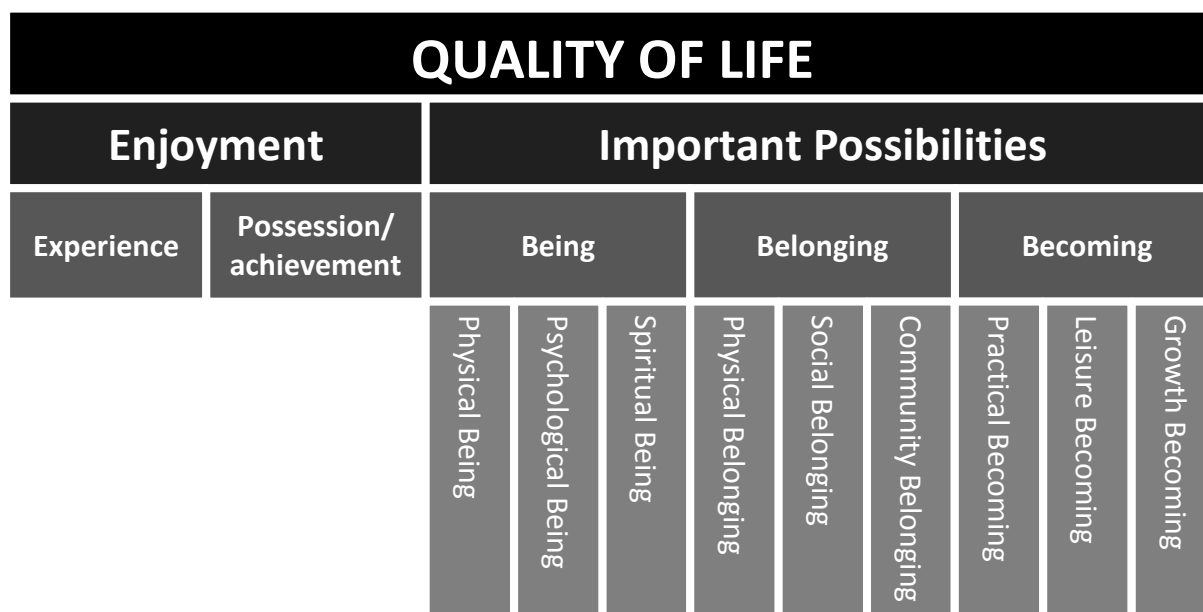 QUALITY OF LIFE
Enjoyment
Important Possibilities
Experience
Possession/
achievement
Being
Belonging
Becoming
Physical Being
Psychological Being
Spiritual Being
Physical Belonging
Social Belonging
Community Belonging
Practical Becoming
Leisure Becoming
Growth Becoming